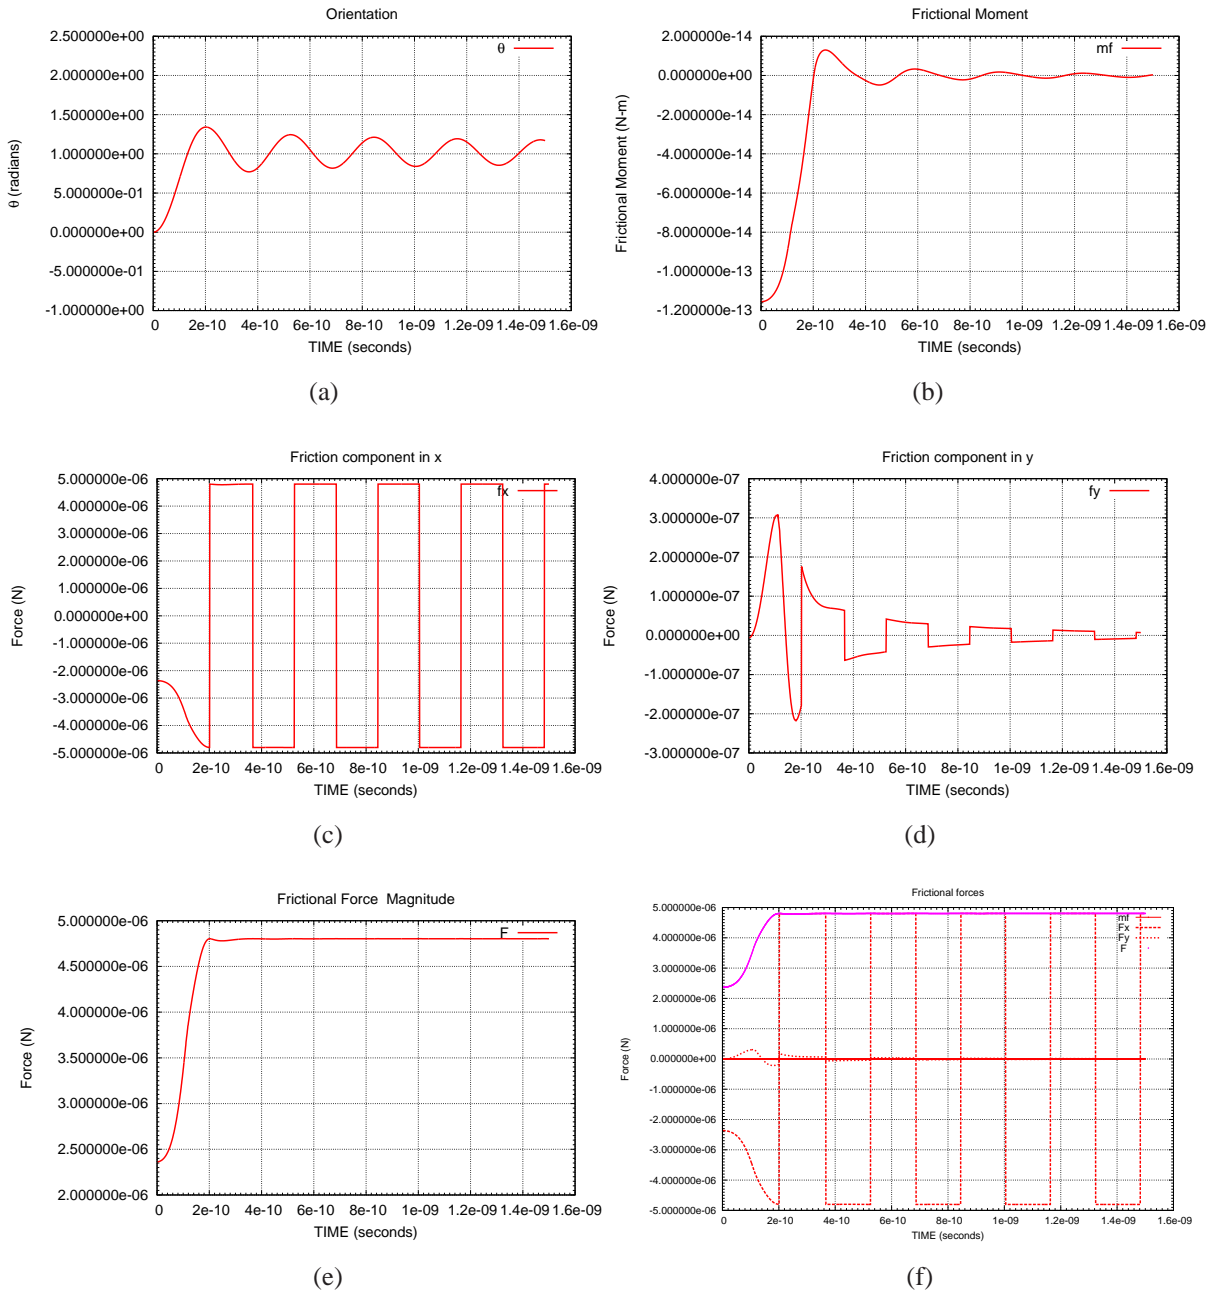 Orientation
2.500000e+00
2.000000e+00
1.500000e+00
1.000000e+00
5.000000e-01
0.000000e+00
-5.000000e-01
-1.000000e+00
θ (radians)
θ
0 2e-10 4e-10 6e-10 8e-10 1e-09 1.2e-09 1.4e-09 1.6e-09
TIME (seconds)
(a)
Frictional Moment
2.000000e-14
0.000000e+00
-2.000000e-14
-4.000000e-14
-6.000000e-14
-8.000000e-14
-1.000000e-13
-1.200000e-13
Frictional Moment (N-m)
mf
0 2e-10 4e-10 6e-10 8e-10 1e-09 1.2e-09 1.4e-09 1.6e-09
TIME (seconds)
(b)
Friction component in x
5.000000e-06
4.000000e-06
3.000000e-06
2.000000e-06
1.000000e-06
0.000000e+00
-1.000000e-06
-2.000000e-06
-3.000000e-06
-4.000000e-06
-5.000000e-06
Force (N)
fx
0 2e-10 4e-10 6e-10 8e-10 1e-09 1.2e-09 1.4e-09 1.6e-09
TIME (seconds)
(c)
Friction component in y
4.000000e-07
3.000000e-07
2.000000e-07
1.000000e-07
0.000000e+00
-1.000000e-07
-2.000000e-07
-3.000000e-07
Force (N)
fy
0 2e-10 4e-10 6e-10 8e-10 1e-09 1.2e-09 1.4e-09 1.6e-09
TIME (seconds)
(d)
Frictional Force Magnitude
5.000000e-06
4.500000e-06
4.000000e-06
3.500000e-06
3.000000e-06
2.500000e-06
2.000000e-06
Force (N)
F
0 2e-10 4e-10 6e-10 8e-10 1e-09 1.2e-09 1.4e-09 1.6e-09
TIME (seconds)
(e)
Frictional forces
5.000000e-06
4.000000e-06
3.000000e-06
2.000000e-06
1.000000e-06
0.000000e+00
-1.000000e-06
-2.000000e-06
-3.000000e-06
-4.000000e-06
-5.000000e-06
Force (N)
mf
Fx
Fy
F
0 2e-10 4e-10 6e-10 8e-10 1e-09 1.2e-09 1.4e-09 1.6e-09
TIME (seconds)
(f)